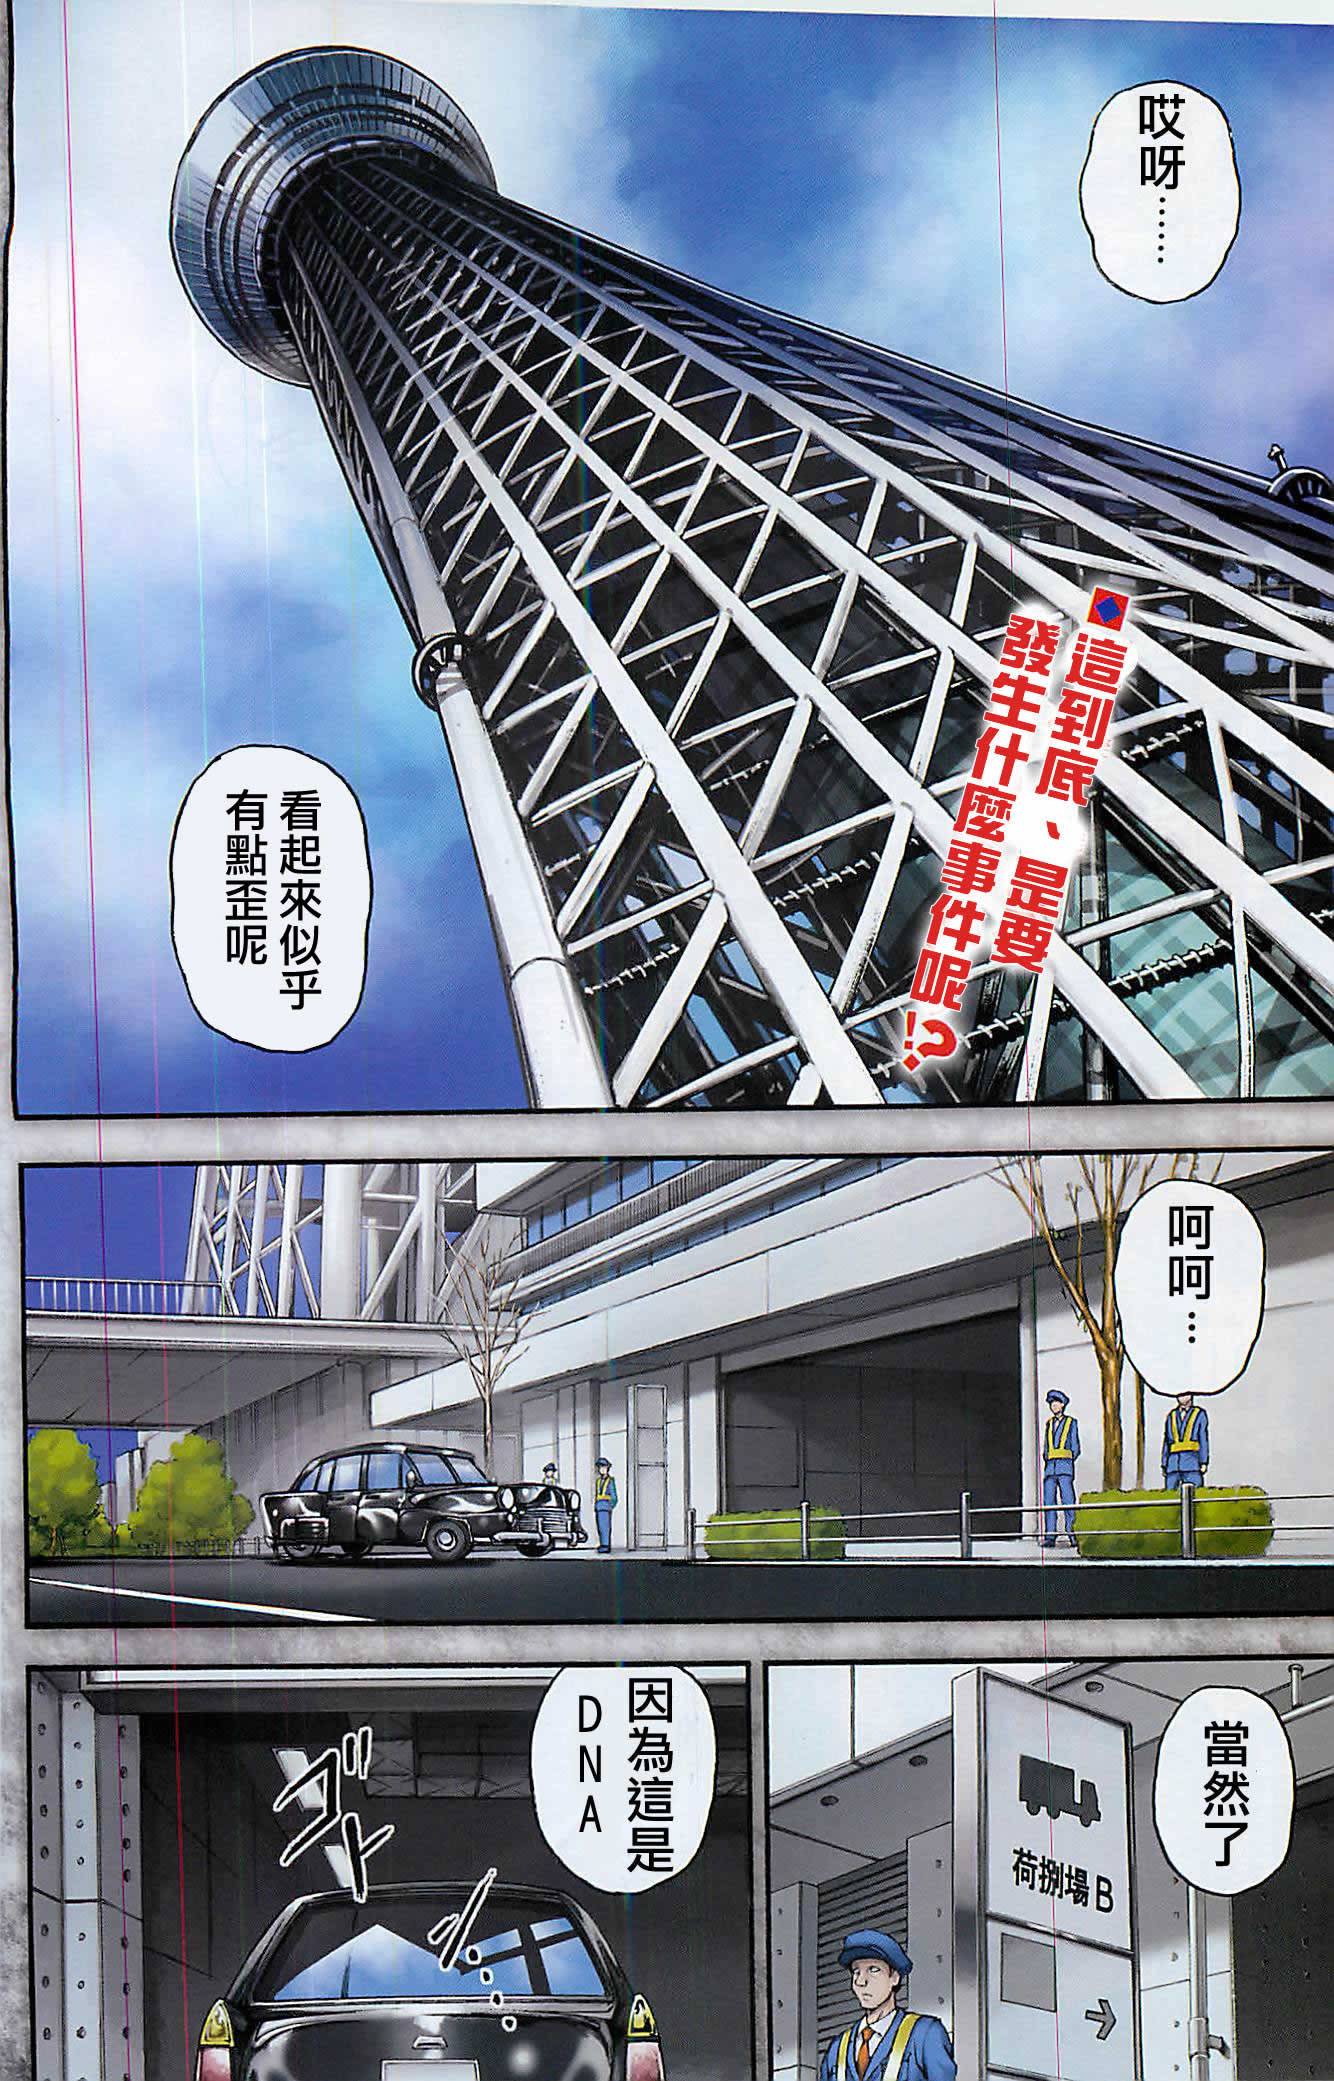 哎呀……
這到底、是要
發生什麼事件呢!?
看起來似乎
有點歪呢
呵呵…
當然了
荷捌場B
因為這是
DNA
ゴゴ
ト